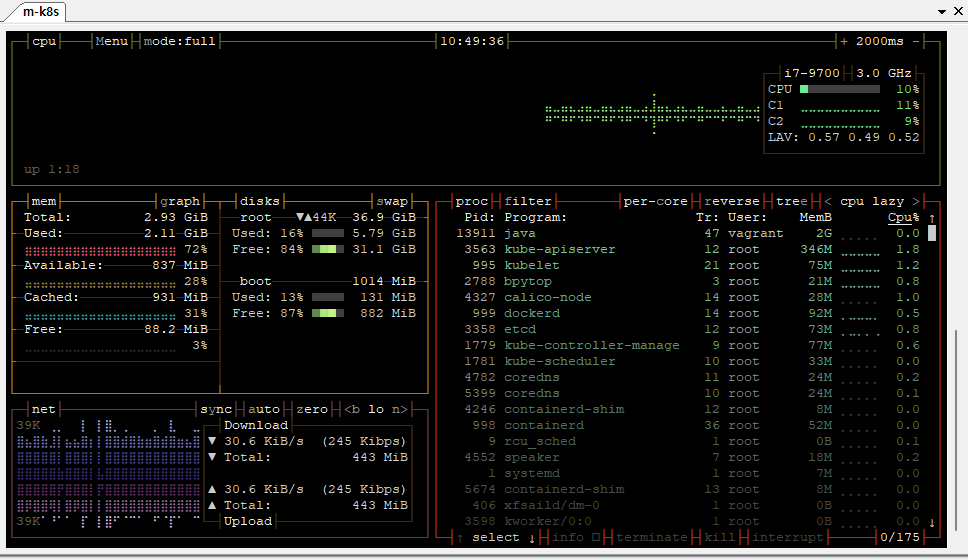 m-k8s
cpu Menu mode:full 10:49:36 + 2000ms -
i7-9700 3.0 GHz
CPU 10%
C1 11%
C2 9%
LAV: 0.57 0.49 0.52
up 1:18
mem graph disks swap
Total: 2.93 GiB
Used: 2.11 GiB
72%
Available: 837 MiB
28%
Cached: 931 MiB
31%
Free: 88.2 MiB
3%
root ▼▲44K 36.9 GiB
Used: 16% 5.79 GiB
Free: 84% 31.1 GiB
boot 1014 MiB
Used: 13% 131 MiB
Free: 87% 882 MiB
net sync auto zero <b lo n>
39K
Download
▼ 30.6 KiB/s (245 Kibps)
▼ Total: 443 MiB
▲ 30.6 KiB/s (245 Kibps)
▲ Total: 443 MiB
Upload
39K
proc filter per-core reverse tree < cpu lazy >
Pid: Program: Tr: User: MemB Cpu% ↑
13911 java 47 vagrant 2G 0.0
3563 kube-apiserver 12 root 346M 1.8
995 kubelet 21 root 75M 1.2
2788 bpytop 3 root 21M 0.8
4327 calico-node 14 root 28M 1.0
999 dockerd 14 root 92M 0.5
3358 etcd 12 root 73M 0.8
1779 kube-controller-manage 9 root 77M 0.6
1781 kube-scheduler 10 root 33M 0.0
4782 coredns 11 root 24M 0.2
5399 coredns 10 root 24M 0.1
4246 containerd-shim 12 root 8M 0.0
998 containerd 36 root 52M 0.0
9 rcu_sched 1 root 0B 0.1
4552 speaker 7 root 18M 0.2
1 systemd 1 root 7M 0.0
5674 containerd-shim 13 root 8M 0.0
406 xfsaild/dm-0 1 root 0B 0.0
3598 kworker/0:0 1 root 0B 0.0 ↓
↑ select ↓ info terminate kill interrupt 0/175